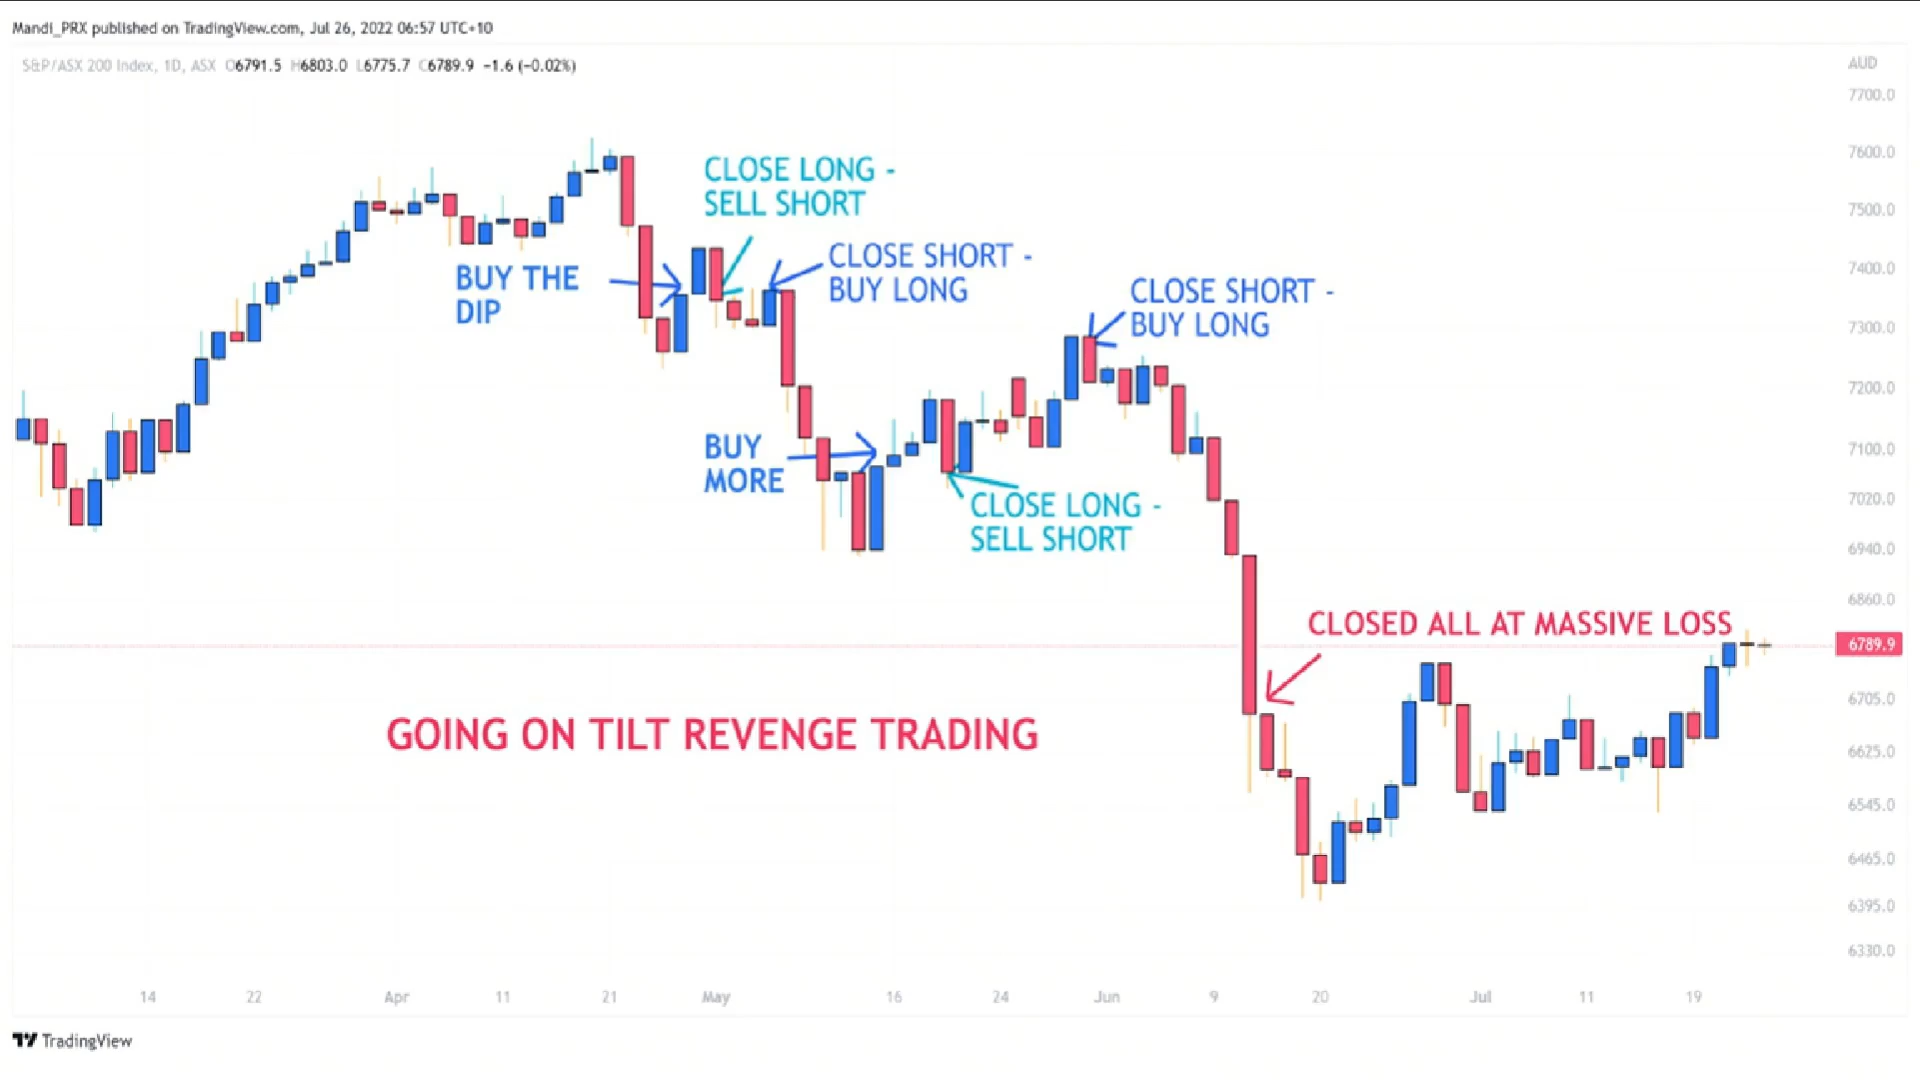 Mandi_PRX published on TradingView.com, Jul 26, 2022 06:57 UTC+10
S&P/ASX 200 Index, 1D, ASX O6791.5 H6803.0 L6775.7 C6789.9 −1.6 (−0.02%)
AUD
7700.0
7600.0
7500.0
7400.0
7300.0
7200.0
7100.0
7020.0
6940.0
6860.0
6789.9
6705.0
6625.0
6545.0
6465.0
6395.0
6330.0
CLOSE LONG -
SELL SHORT
BUY THE
DIP
CLOSE SHORT -
BUY LONG
CLOSE SHORT -
BUY LONG
BUY
MORE
CLOSE LONG -
SELL SHORT
CLOSED ALL AT MASSIVE LOSS
GOING ON TILT REVENGE TRADING
14 22 Apr 11 21 May 16 24 Jun 9 20 Jul 11 19
TradingView